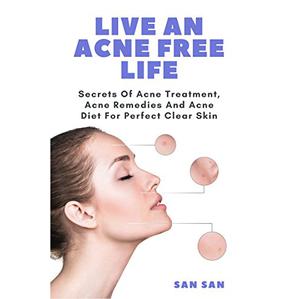 LIVE AN
ACNE FREE
LIFE
Secrets Of Acne Treatment,
Acne Remedies And Acne
Diet For Perfect Clear Skin
SAN SAN